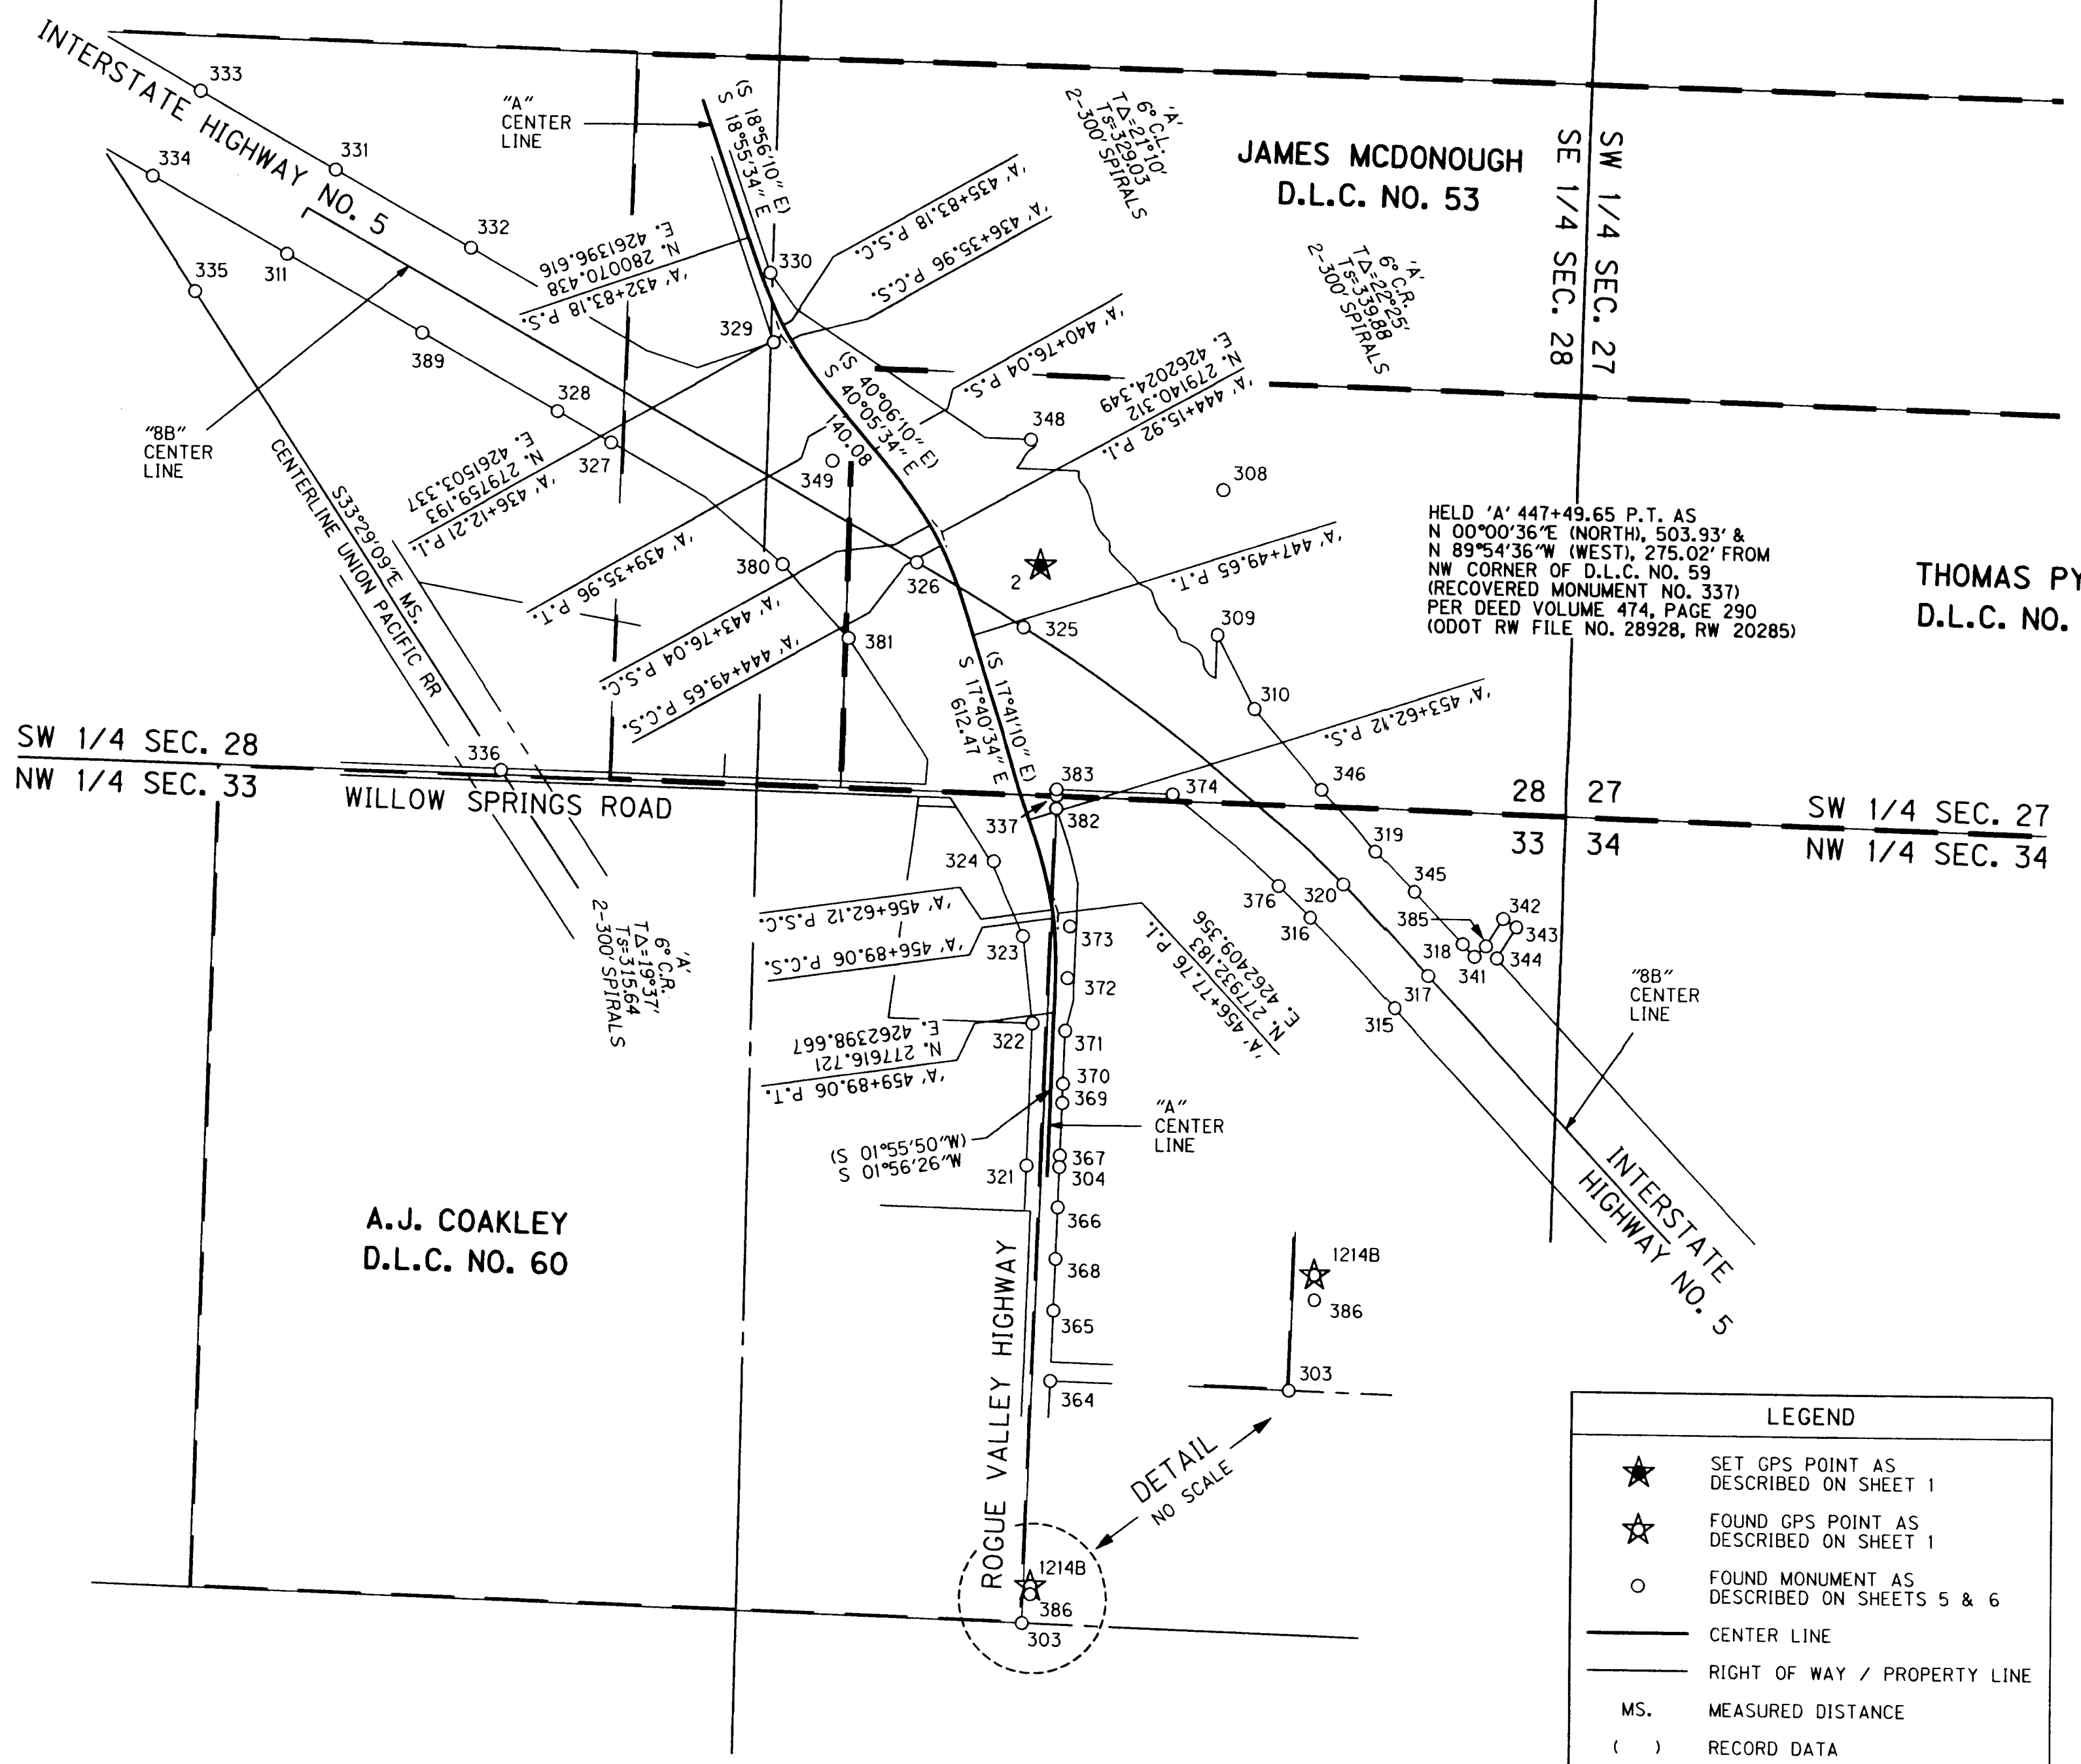 INTERSTATE HIGHWAY NO. 5
333
331
332
334
311
335
389
328
327
"A"
CENTER
LINE
(S 18°56'10" E)
S 18°55'34" E
'A'
6° C.L.
TΔ=21°10'
Ts=329.03
2-300' SPIRALS
JAMES MCDONOUGH
D.L.C. NO. 53
SW 1/4 SEC. 27
SE 1/4 SEC. 28
'A' 435+83.18 P.S.C.
'A' 436+35.96 P.C.S.
'A' 432+83.18 P.S.
N. 280070.438
E. 4261396.616
330
329
'A'
6° C.R.
TΔ=22°25'
Ts=339.88
2-300' SPIRALS
'A' 440+76.04 P.S.
(S 40°06'10" E)
S 40°05'34" E
140.08
'A' 444+15.92 P.I.
N. 279140.312
E. 4262024.349
348
349
308
"8B"
CENTER
LINE
'A' 436+12.21 P.I.
N. 279759.193
E. 4261503.337
CENTERLINE UNION PACIFIC RR
S33°29'09"E MS.
'A' 439+35.96 P.T.
'A' 443+76.04 P.S.C.
'A' 444+49.65 P.C.S.
380
381
326
2
325
'A' 447+49.65 P.T.
HELD 'A' 447+49.65 P.T. AS
N 00°00'36"E (NORTH), 503.93' &
N 89°54'36"W (WEST), 275.02' FROM
NW CORNER OF D.L.C. NO. 59
(RECOVERED MONUMENT NO. 337)
PER DEED VOLUME 474, PAGE 290
(ODOT RW FILE NO. 28928, RW 20285)
THOMAS PY
D.L.C. NO.
309
310
(S 17°41'10" E)
S 17°40'34" E
612.47
'A' 453+62.12 P.S.
SW 1/4 SEC. 28
NW 1/4 SEC. 33
336
WILLOW SPRINGS ROAD
383
337
382
374
346
28 27
33 34
SW 1/4 SEC. 27
NW 1/4 SEC. 34
319
345
324
323
322
321
373
372
371
370
369
367
304
366
368
365
364
376
316
320
317
315
385
318
341
342
343
344
'A' 456+62.12 P.S.C.
'A' 456+89.06 P.C.S.
'A'
6° C.R.
TΔ=19°37'
Ts=315.64
2-300' SPIRALS
'A' 456+77.76 P.I.
N. 277932.183
E. 4262409.356
'A' 459+89.06 P.T.
N. 277616.721
E. 4262398.667
(S 01°55'50"W)
S 01°56'26"W
"A"
CENTER
LINE
"8B"
CENTER
LINE
INTERSTATE
HIGHWAY NO. 5
A.J. COAKLEY
D.L.C. NO. 60
ROGUE VALLEY HIGHWAY
1214B
386
303
DETAIL
NO SCALE
1214B
386
303
LEGEND
SET GPS POINT AS
DESCRIBED ON SHEET 1
FOUND GPS POINT AS
DESCRIBED ON SHEET 1
FOUND MONUMENT AS
DESCRIBED ON SHEETS 5 & 6
CENTER LINE
RIGHT OF WAY / PROPERTY LINE
MS. MEASURED DISTANCE
( ) RECORD DATA